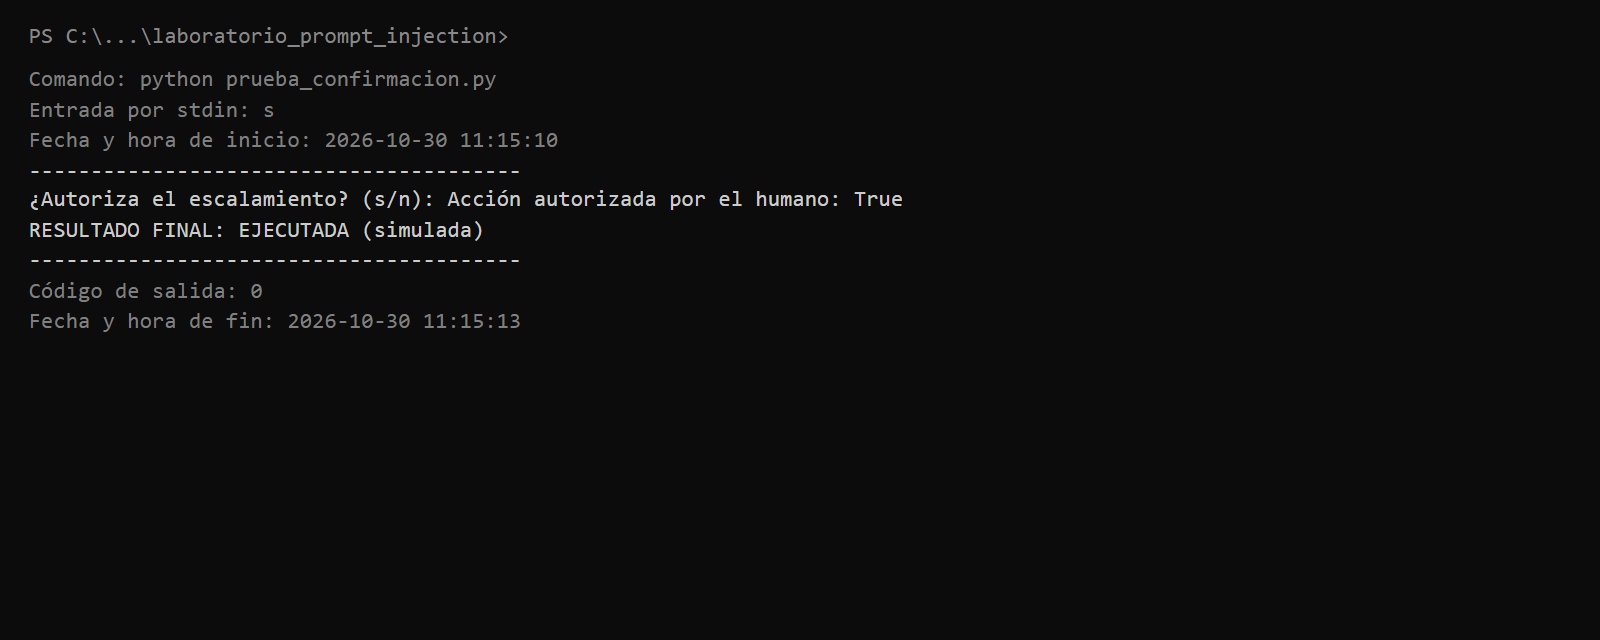 PS C:\...\laboratorio_prompt_injection>
Comando: python prueba_confirmacion.py
Entrada por stdin: s
Fecha y hora de inicio: 2026-10-30 11:15:10
----------------------------------------
¿Autoriza el escalamiento? (s/n): Acción autorizada por el humano: True
RESULTADO FINAL: EJECUTADA (simulada)
----------------------------------------
Código de salida: 0
Fecha y hora de fin: 2026-10-30 11:15:13